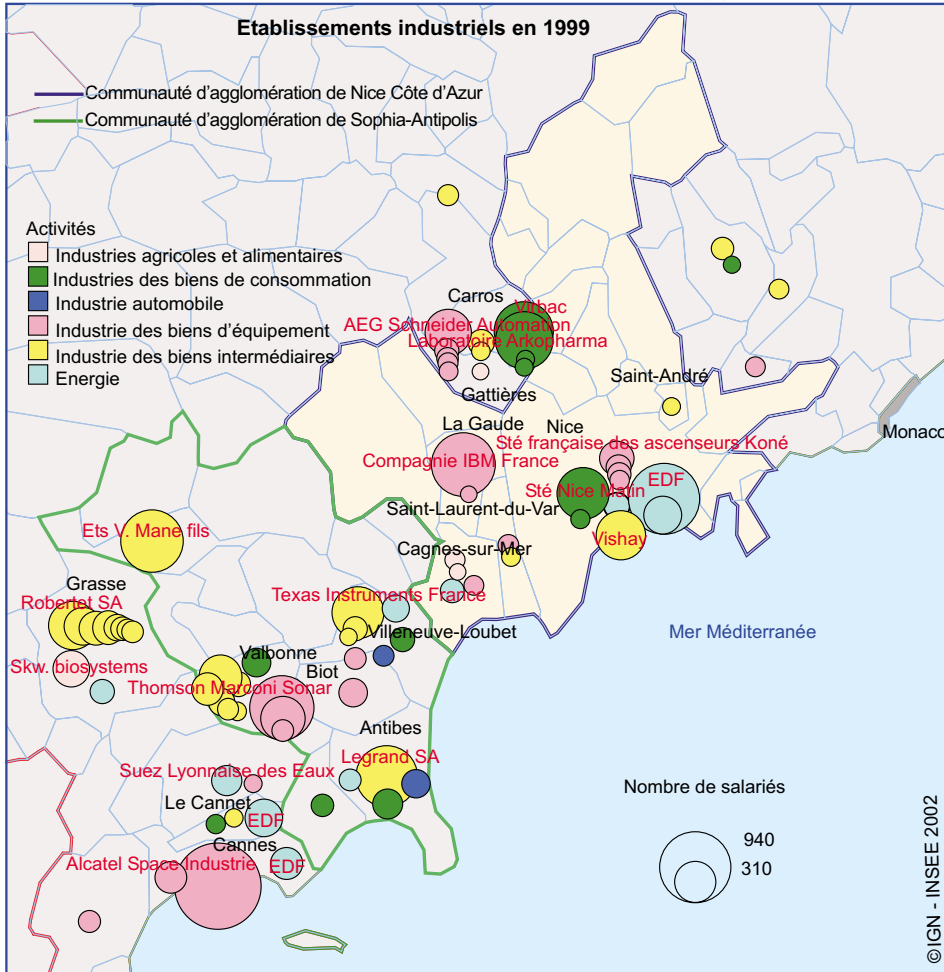 Etablissements industriels en 1999
Communauté d'agglomération de Nice Côte d'Azur
Communauté d'agglomération de Sophia-Antipolis
Activités
Industries agricoles et alimentaires
Industries des biens de consommation
Industrie automobile
Industrie des biens d'équipement
Industrie des biens intermédiaires
Energie
Carros
Virbac
AEG Schneider Automation
Laboratoire Arkopharma
Gattières
Saint-André
Monaco
La Gaude
Nice
Sté française des ascenseurs Koné
Compagnie IBM France
EDF
Sté Nice Matin
Saint-Laurent-du-Var
Vishay
Ets V. Mane fils
Cagnes-sur-Mer
Grasse
Robertet SA
Texas Instruments France
Villeneuve-Loubet
Mer Méditerranée
Skw. biosystems
Valbonne
Biot
Thomson Marconi Sonar
Antibes
Legrand SA
Suez Lyonnaise des Eaux
Le Cannet
EDF
Cannes
Alcatel Space Industrie
EDF
Nombre de salariés
940
310
©IGN - INSEE 2002